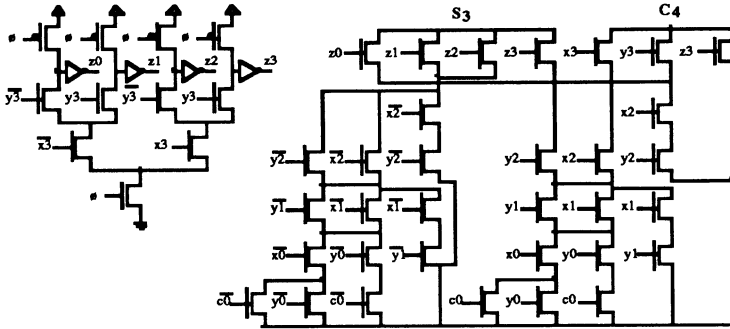 S3 C4
ø ø ø ø
z0 z1 z2 z3 x3 y3 z3
z0 z1 z2 z3
y3̅ y3 y3̅ y3
x2̅ x2
x3̅ x3
y2̅ x2̅ y2̅ y2 x2 y2
ø
y1̅ x1̅ x1̅ y1 x1 x1
x0̅ y0̅ y1̅ x0 y0 y1
c0̅ y0̅ c0̅ c0 y0 c0